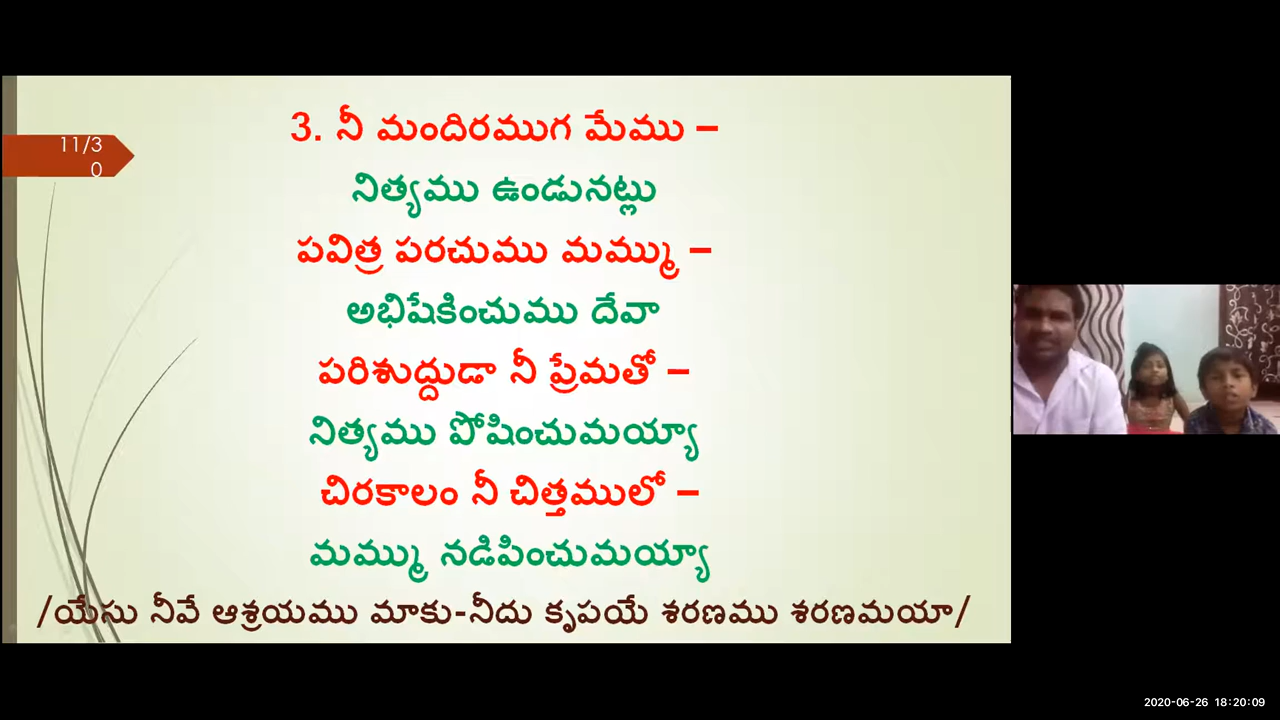 11/3
0
3. నీ మందిరముగ మేము –
నిత్యము ఉండునట్లు
పవిత్ర పరచుము మమ్ము –
అభిషేకించుము దేవా
పరిశుద్దుడా నీ ప్రేమతో –
నిత్యము పోషించుమయ్యా
చిరకాలం నీ చిత్తములో –
మమ్ము నడిపించుమయ్యా
/యేసు నీవే ఆశ్రయము మాకు-నీదు కృపయే శరణము శరణమయా/
2020-06-26 18:20:09